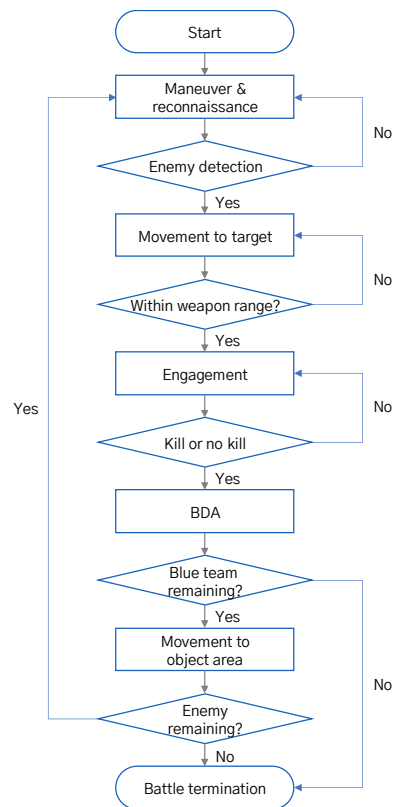 Start
Maneuver &
reconnaissance
No
Enemy detection
Yes
Movement to target
No
Within weapon range?
Yes
Engagement
Yes
No
Kill or no kill
Yes
BDA
Blue team
remaining?
Yes
Movement to
object area
No
Enemy
remaining?
No
Battle termination